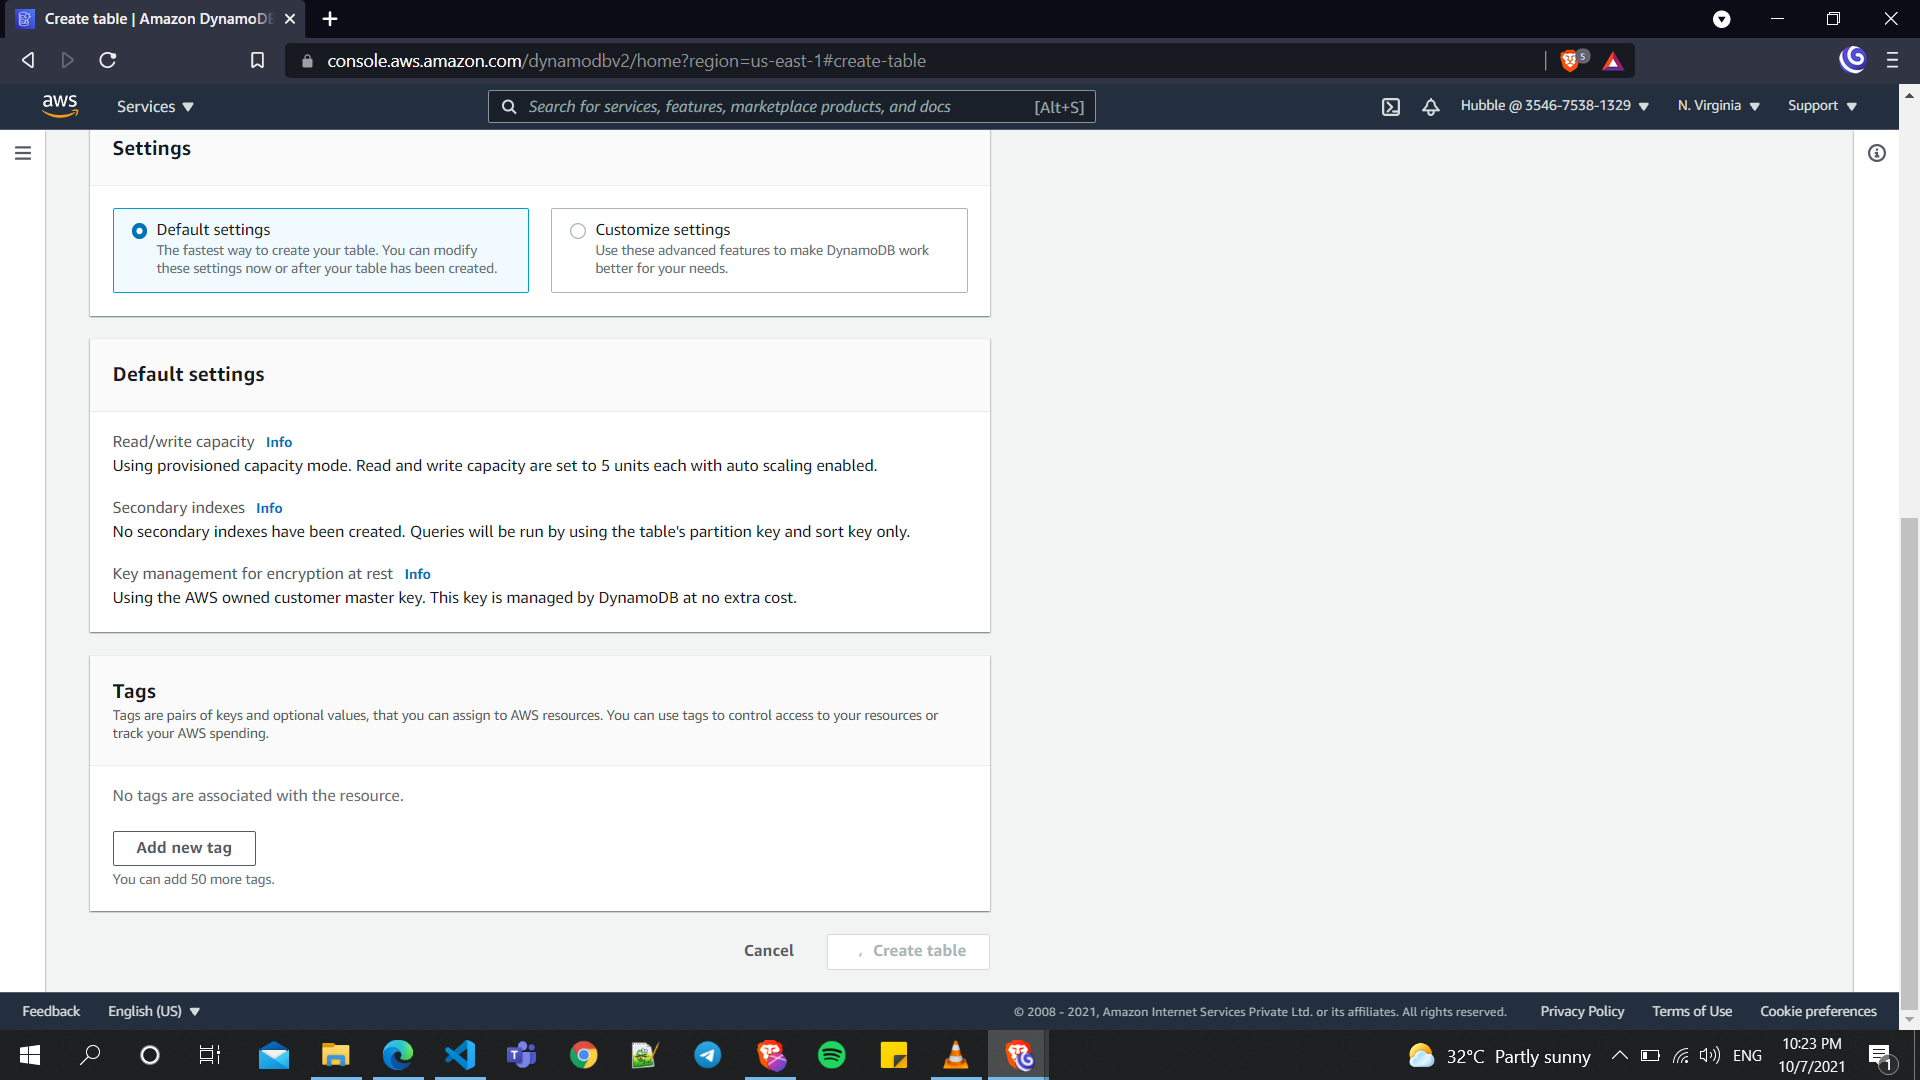 Create table | Amazon DynamoDB
console.aws.amazon.com/dynamodbv2/home?region=us-east-1#create-table
5
aws
Services
Search for services, features, marketplace products, and docs
[Alt+S]
Hubble @ 3546-7538-1329
N. Virginia
Support
Settings
Default settings
The fastest way to create your table. You can modify
these settings now or after your table has been created.
Customize settings
Use these advanced features to make DynamoDB work
better for your needs.
Default settings
Read/write capacity Info
Using provisioned capacity mode. Read and write capacity are set to 5 units each with auto scaling enabled.
Secondary indexes Info
No secondary indexes have been created. Queries will be run by using the table's partition key and sort key only.
Key management for encryption at rest Info
Using the AWS owned customer master key. This key is managed by DynamoDB at no extra cost.
Tags
Tags are pairs of keys and optional values, that you can assign to AWS resources. You can use tags to control access to your resources or
track your AWS spending.
No tags are associated with the resource.
Add new tag
You can add 50 more tags.
Cancel
Create table
Feedback
English (US)
© 2008 - 2021, Amazon Internet Services Private Ltd. or its affiliates. All rights reserved.
Privacy Policy
Terms of Use
Cookie preferences
32°C Partly sunny
ENG
10:23 PM
10/7/2021
1